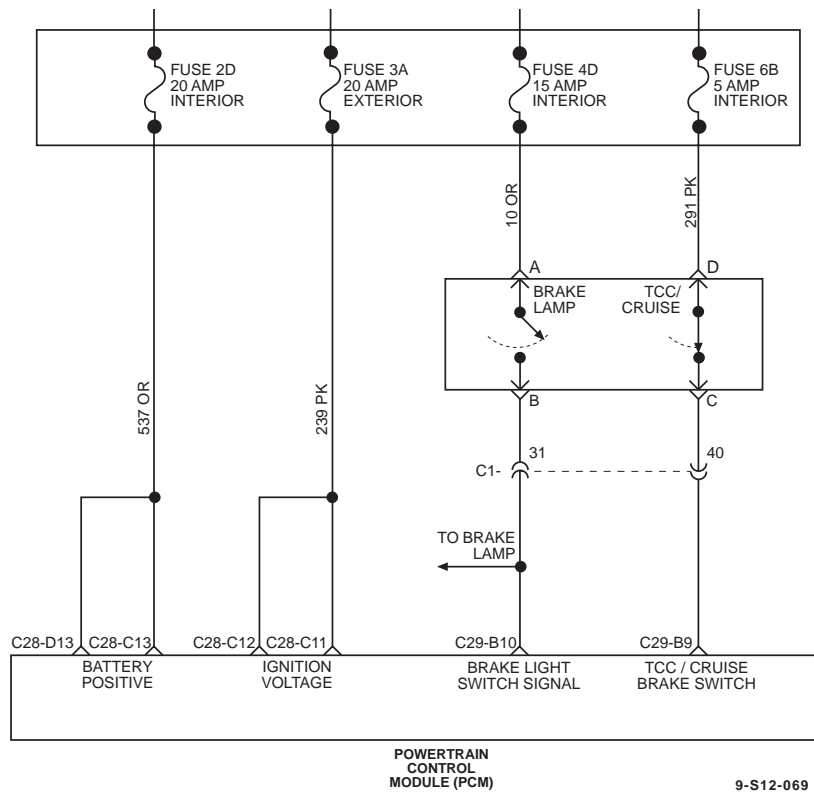 FUSE 2D
20 AMP
INTERIOR
FUSE 3A
20 AMP
EXTERIOR
FUSE 4D
15 AMP
INTERIOR
FUSE 6B
5 AMP
INTERIOR
537 OR
239 PK
10 OR
291 PK
A
D
BRAKE
LAMP
TCC/
CRUISE
B
C
31
40
C1-
TO BRAKE
LAMP
C28-D13
C28-C13
C28-C12
C28-C11
C29-B10
C29-B9
BATTERY
POSITIVE
IGNITION
VOLTAGE
BRAKE LIGHT
SWITCH SIGNAL
TCC / CRUISE
BRAKE SWITCH
POWERTRAIN
CONTROL
MODULE (PCM)
9-S12-069